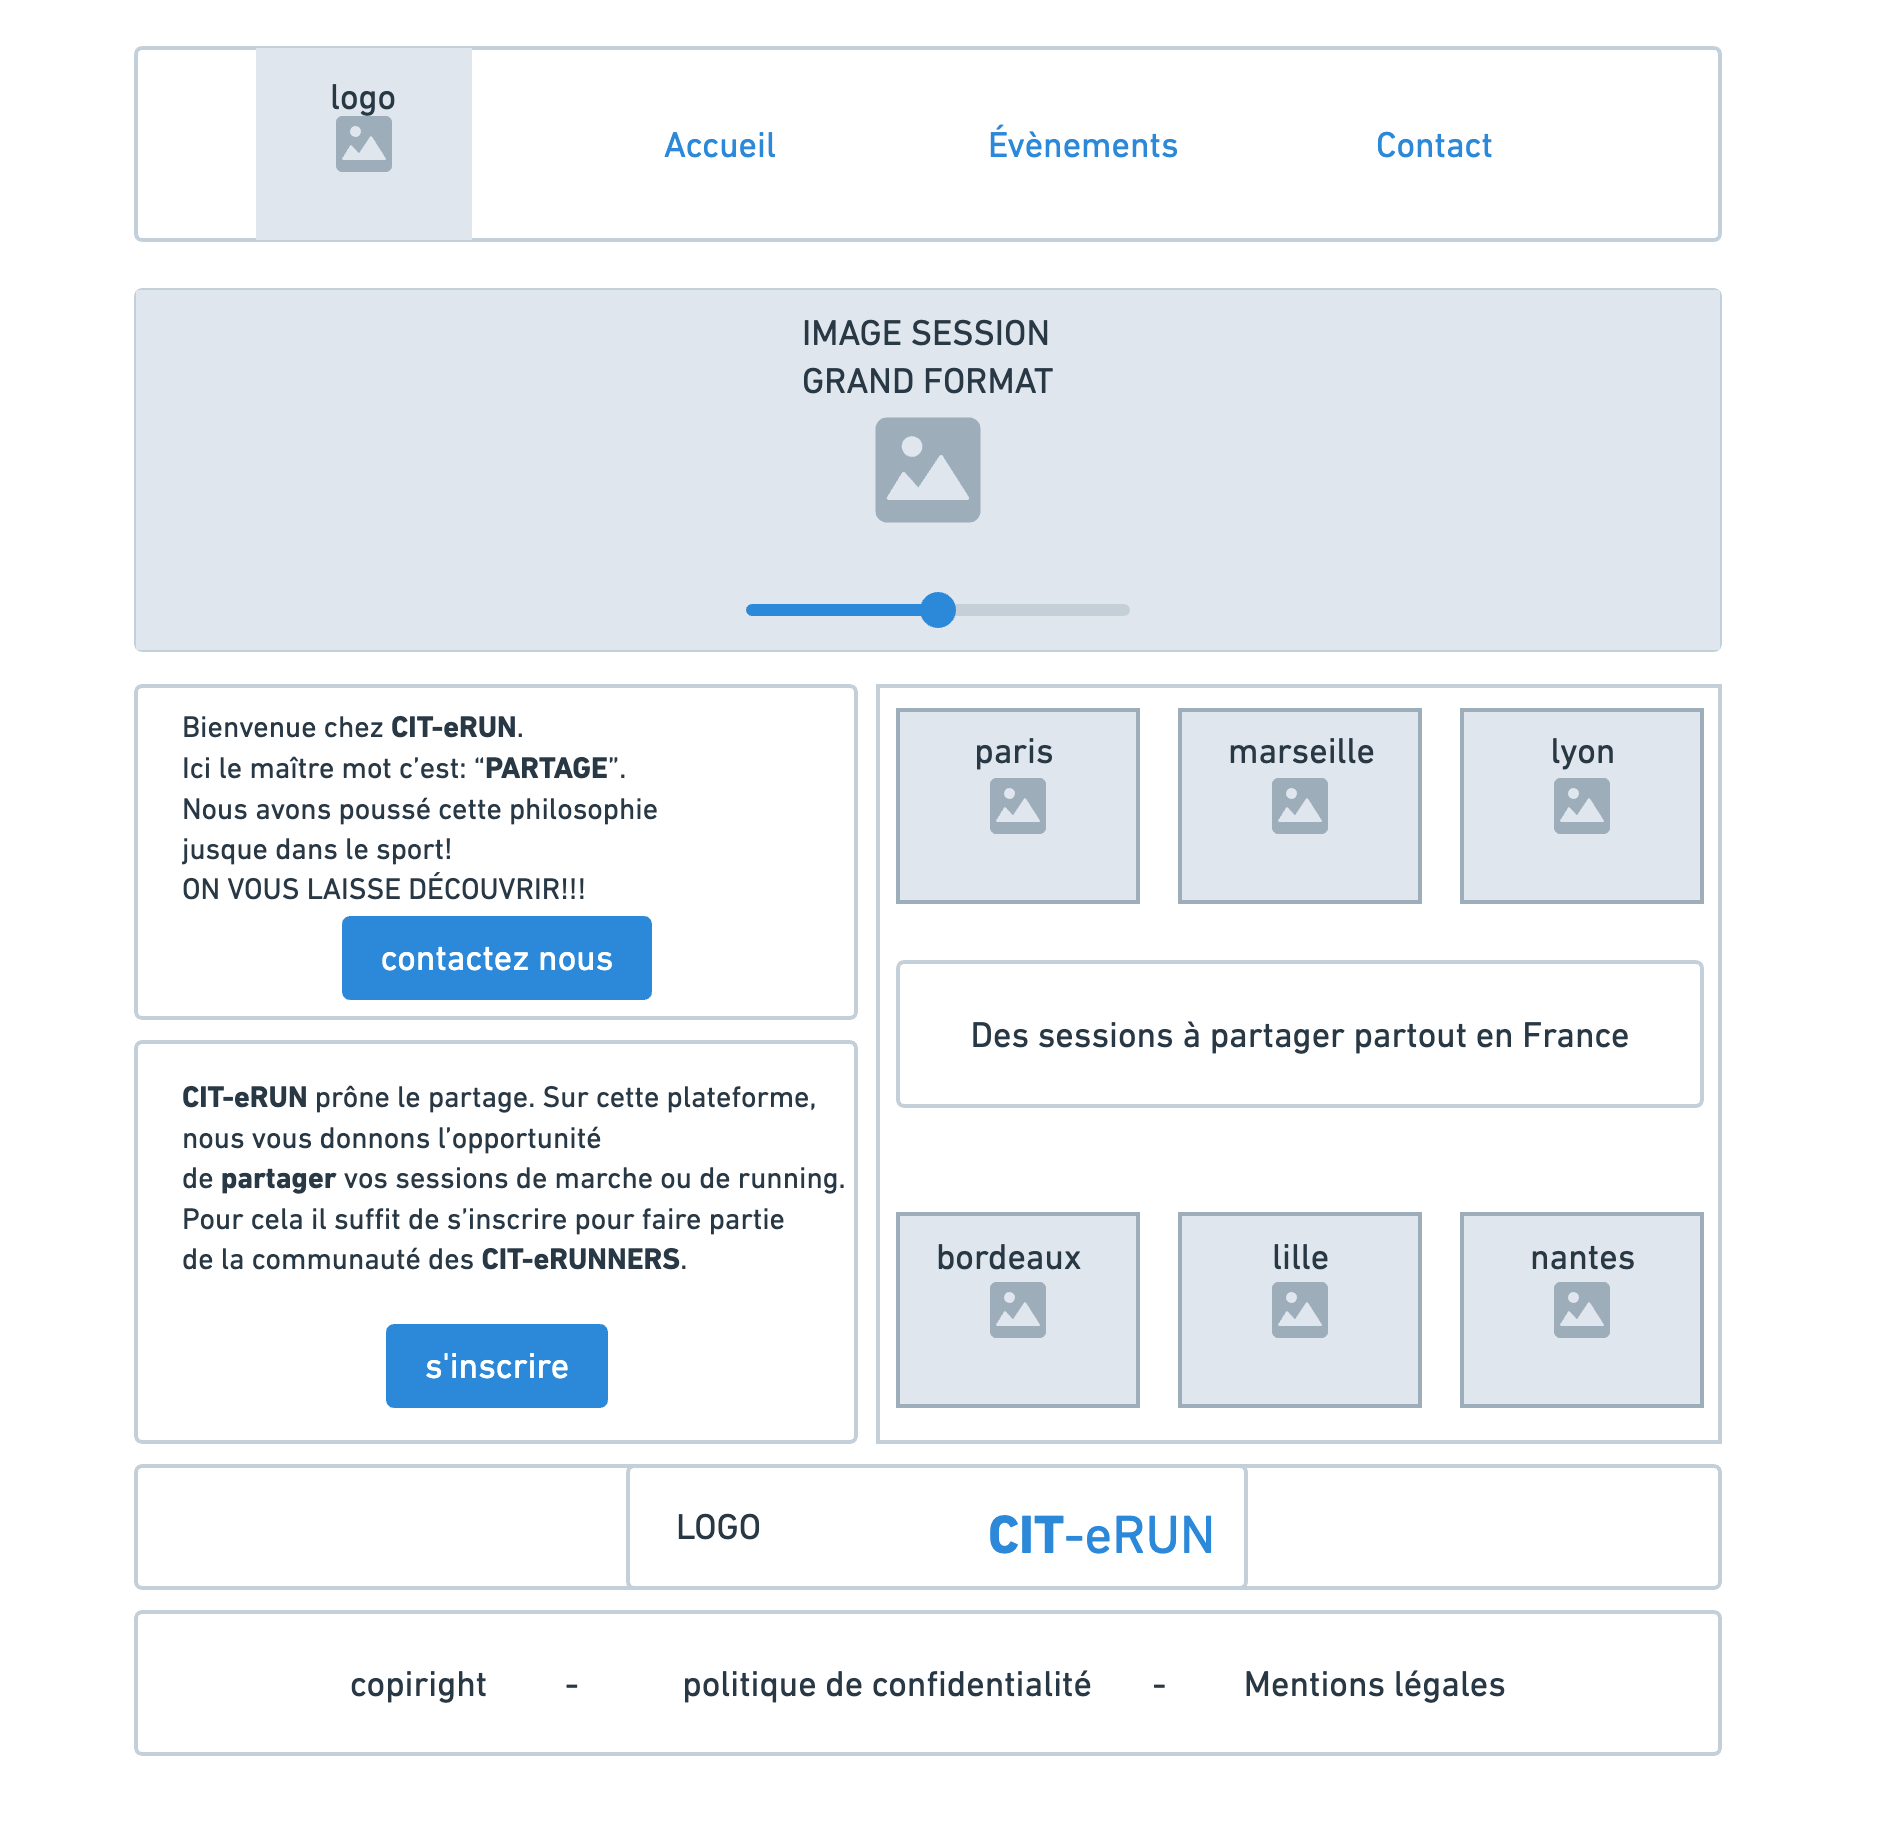 logo
Accueil
Évènements
Contact
IMAGE SESSION
GRAND FORMAT
Bienvenue chez CIT-eRUN.
Ici le maître mot c’est: “PARTAGE”.
Nous avons poussé cette philosophie
jusque dans le sport!
ON VOUS LAISSE DÉCOUVRIR!!!
contactez nous
CIT-eRUN prône le partage. Sur cette plateforme,
nous vous donnons l’opportunité
de partager vos sessions de marche ou de running.
Pour cela il suffit de s’inscrire pour faire partie
de la communauté des CIT-eRUNNERS.
s'inscrire
paris
marseille
lyon
Des sessions à partager partout en France
bordeaux
lille
nantes
LOGO
CIT-eRUN
copiright - politique de confidentialité - Mentions légales